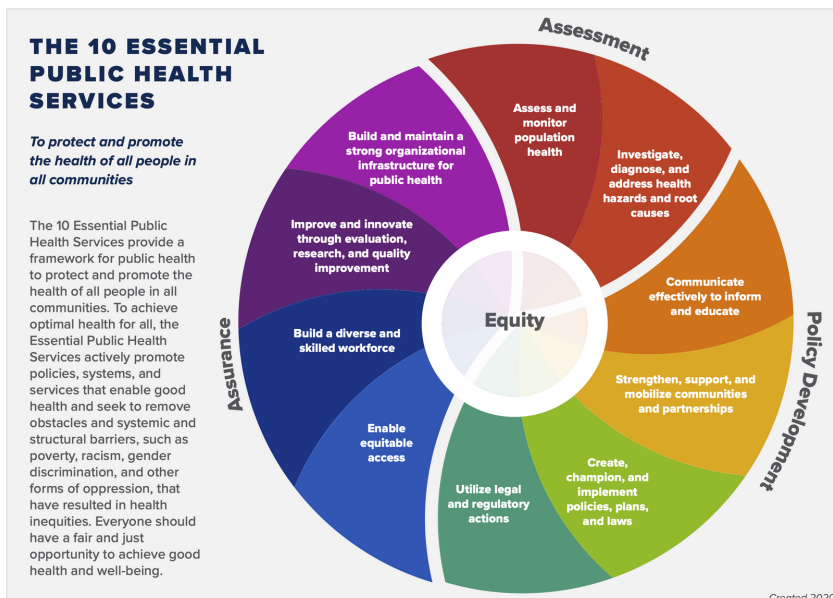 THE 10 ESSENTIAL
PUBLIC HEALTH
SERVICES
To protect and promote
the health of all people in
all communities
The 10 Essential Public
Health Services provide a
framework for public health
to protect and promote the
health of all people in all
communities. To achieve
optimal health for all, the
Essential Public Health
Services actively promote
policies, systems, and
services that enable good
health and seek to remove
obstacles and systemic and
structural barriers, such as
poverty, racism, gender
discrimination, and other
forms of oppression, that
have resulted in health
inequities. Everyone should
have a fair and just
opportunity to achieve good
health and well-being.
Assessment
Assess and
monitor
population
health
Investigate,
diagnose, and
address health
hazards and root
causes
Policy Development
Communicate
effectively to inform
and educate
Strengthen, support, and
mobilize communities
and partnerships
Create,
champion, and
implement
policies, plans,
and laws
Utilize legal
and regulatory
actions
Assurance
Enable
equitable
access
Build a diverse and
skilled workforce
Improve and innovate
through evaluation,
research, and quality
improvement
Build and maintain a
strong organizational
infrastructure for
public health
Equity
Created 2020